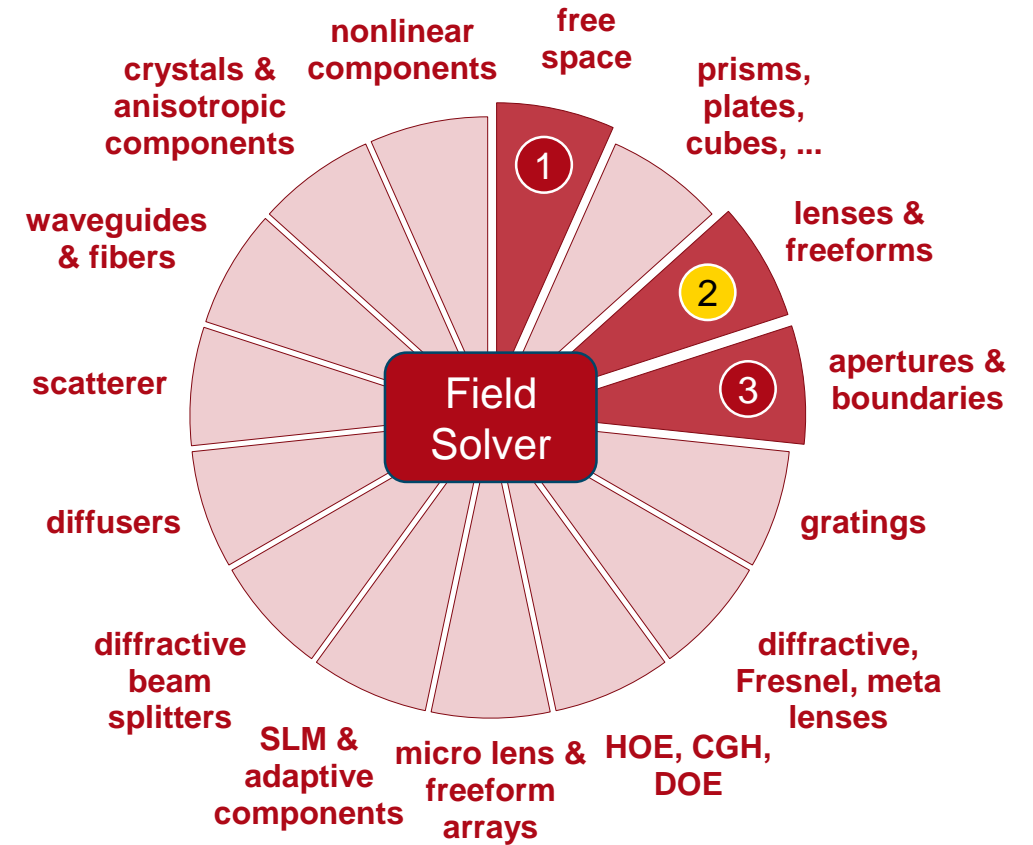 free
space
1
prisms,
plates,
cubes, ...
lenses &
freeforms
2
apertures &
boundaries
3
gratings
diffractive,
Fresnel, meta
lenses
HOE, CGH,
DOE
micro lens &
freeform
arrays
SLM &
adaptive
components
diffractive
beam
splitters
diffusers
scatterer
waveguides
& fibers
crystals &
anisotropic
components
nonlinear
components
Field
Solver